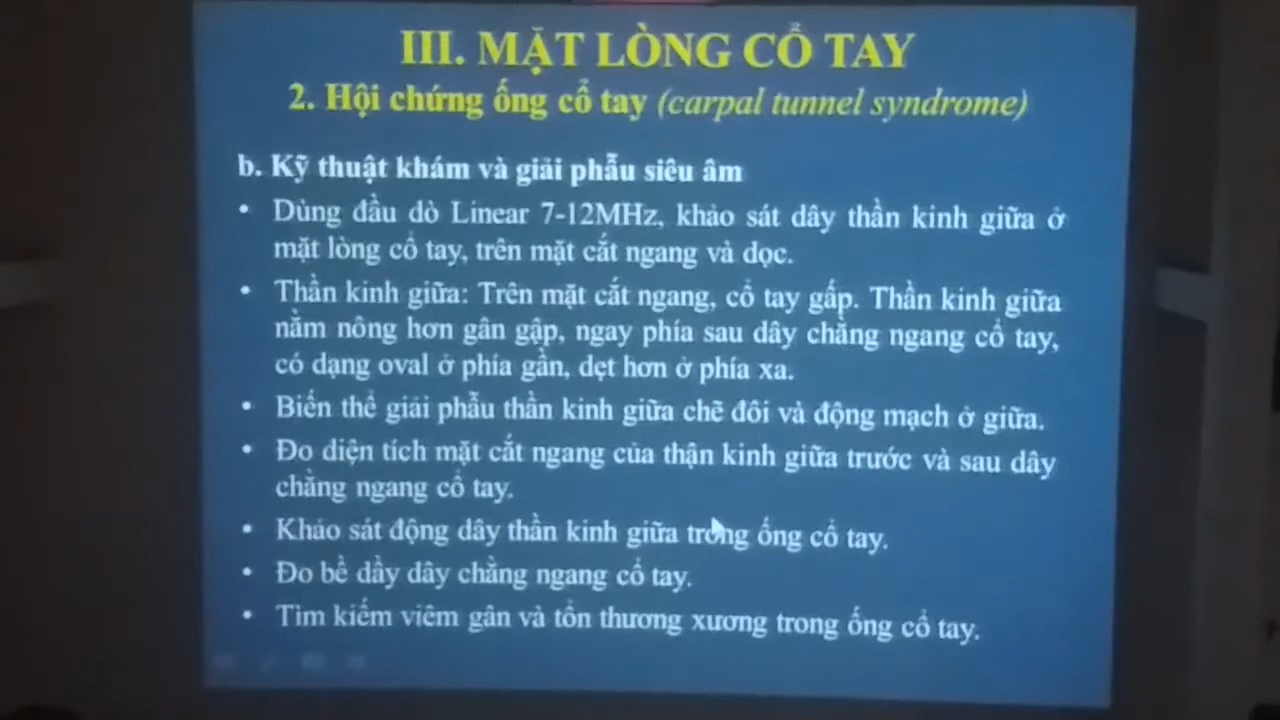 III. MẶT LÒNG CỔ TAY
2. Hội chứng ống cổ tay (carpal tunnel syndrome)
b. Kỹ thuật khám và giải phẫu siêu âm
• Dùng đầu dò Linear 7-12MHz, khảo sát dây thần kinh giữa ở
mặt lòng cổ tay, trên mặt cắt ngang và dọc.
• Thần kinh giữa: Trên mặt cắt ngang, cổ tay gấp. Thần kinh giữa
nằm nông hơn gân gập, ngay phía sau dây chằng ngang cổ tay,
có dạng oval ở phía gần, dẹt hơn ở phía xa.
• Biến thể giải phẫu thần kinh giữa chẽ đôi và động mạch ở giữa.
• Đo diện tích mặt cắt ngang của thận kinh giữa trước và sau dây
chằng ngang cổ tay.
• Khảo sát động dây thần kinh giữa trong ống cổ tay.
• Đo bề dầy dây chằng ngang cổ tay.
• Tìm kiếm viêm gân và tổn thương xương trong ống cổ tay.